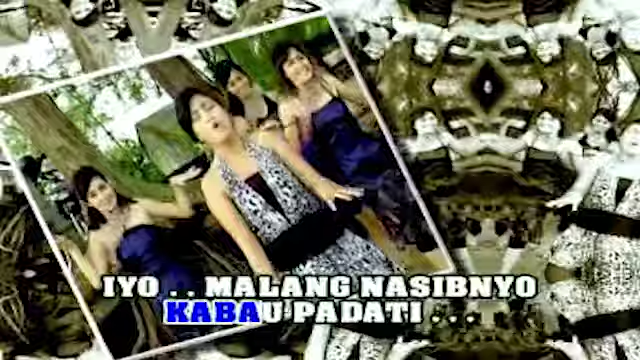 IYO . . MALANG NASIBNYO
KABAU PADATI . . .